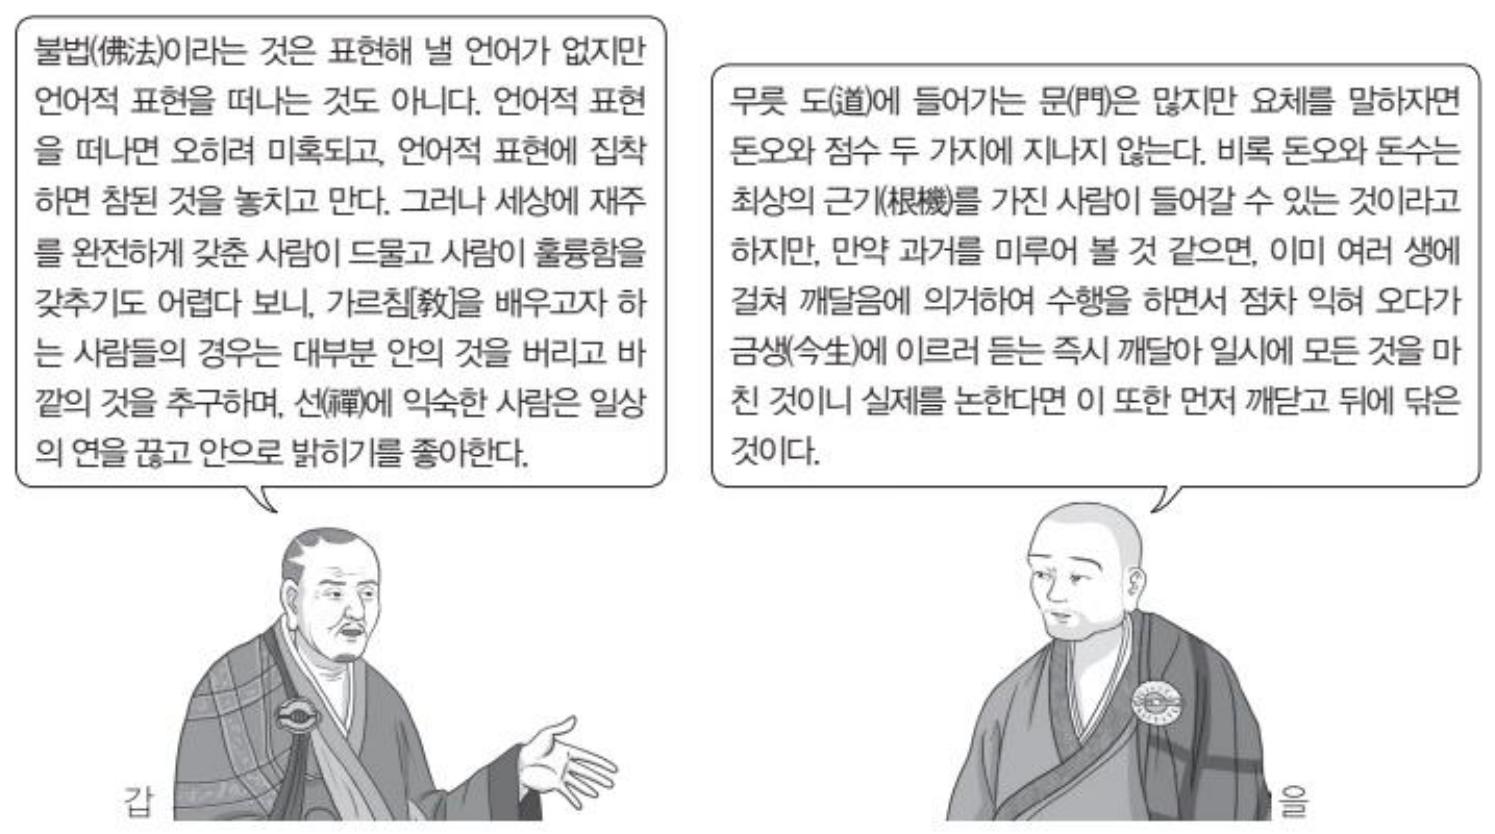 불법(佛法)이라는 것은 표현해 낼 언어가 없지만
언어적 표현을 떠나는 것도 아니다. 언어적 표현
을 떠나면 오히려 미혹되고, 언어적 표현에 집착
하면 참된 것을 놓치고 만다. 그러나 세상에 재주
를 완전하게 갖춘 사람이 드물고 사람이 훌륭함을
갖추기도 어렵다 보니, 가르침[敎]을 배우고자 하
는 사람들의 경우는 대부분 안의 것을 버리고 바
깥의 것을 추구하며, 선(禪)에 익숙한 사람은 일상
의 연을 끊고 안으로 밝히기를 좋아한다.
갑
무릇 도(道)에 들어가는 문(門)은 많지만 요체를 말하자면
돈오와 점수 두 가지에 지나지 않는다. 비록 돈오와 돈수는
최상의 근기(根機)를 가진 사람이 들어갈 수 있는 것이라고
하지만, 만약 과거를 미루어 볼 것 같으면, 이미 여러 생에
걸쳐 깨달음에 의거하여 수행을 하면서 점차 익혀 오다가
금생(今生)에 이르러 듣는 즉시 깨달아 일시에 모든 것을 마
친 것이니 실제를 논한다면 이 또한 먼저 깨닫고 뒤에 닦은
것이다.
을